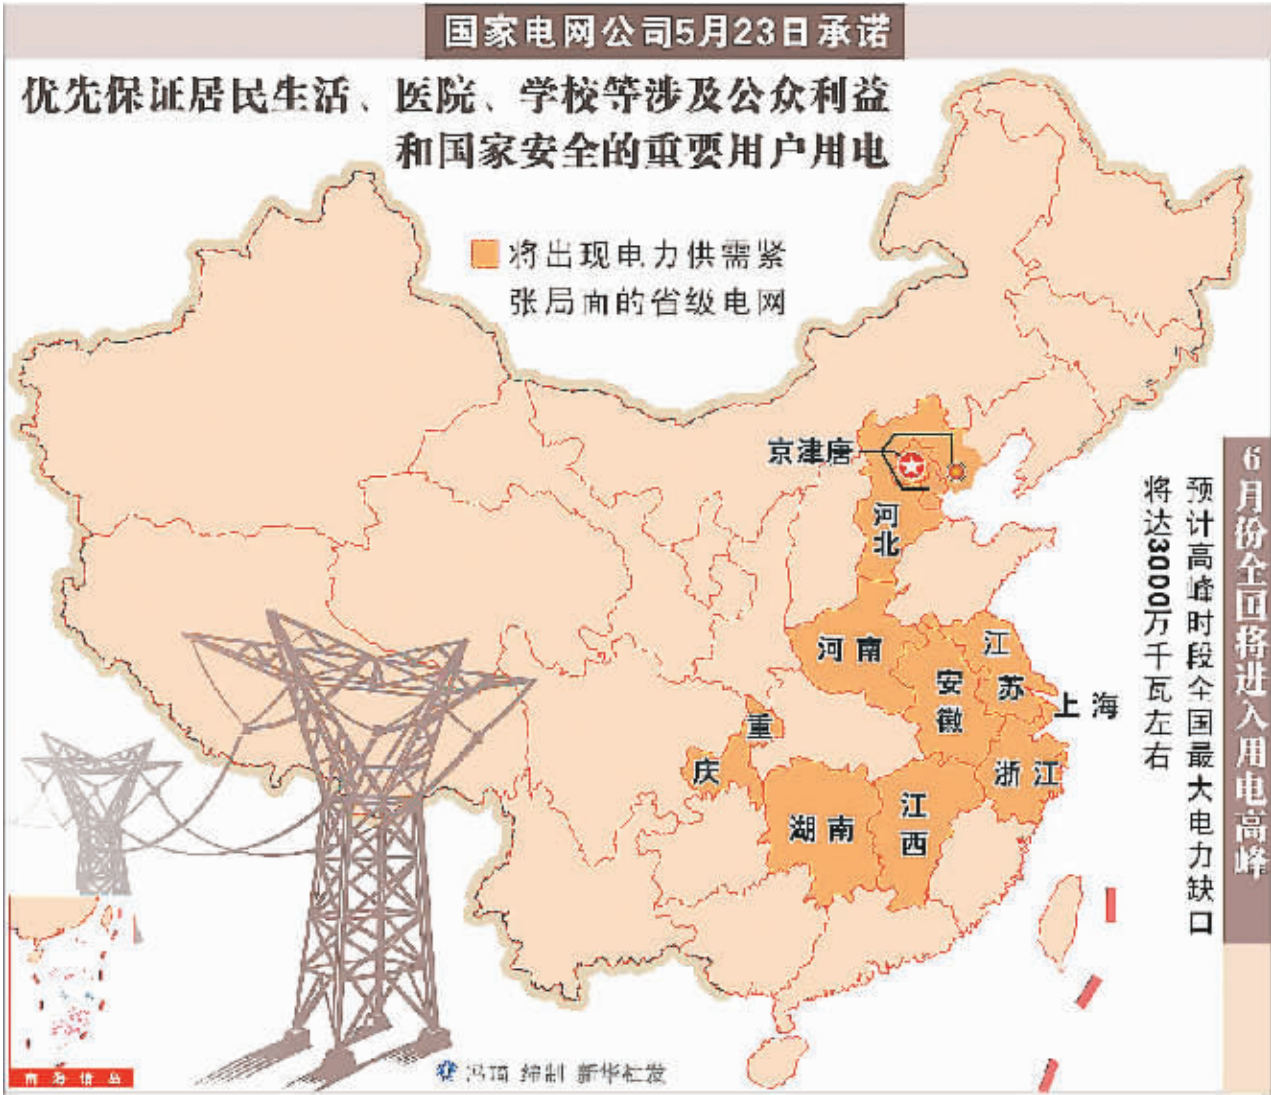 国家电网公司5月23日承诺
优先保证居民生活、医院、学校等涉及公众利益
和国家安全的重要用户用电
将出现电力供需紧
张局面的省级电网
京津唐
河北
河南
江苏
安徽
上海
重庆
浙江
湖南
江西
6月份全国将进入用电高峰
预计高峰时段全国最大电力缺口
将达3000万千瓦左右
南海诸岛
冯琦 编制 新华社发